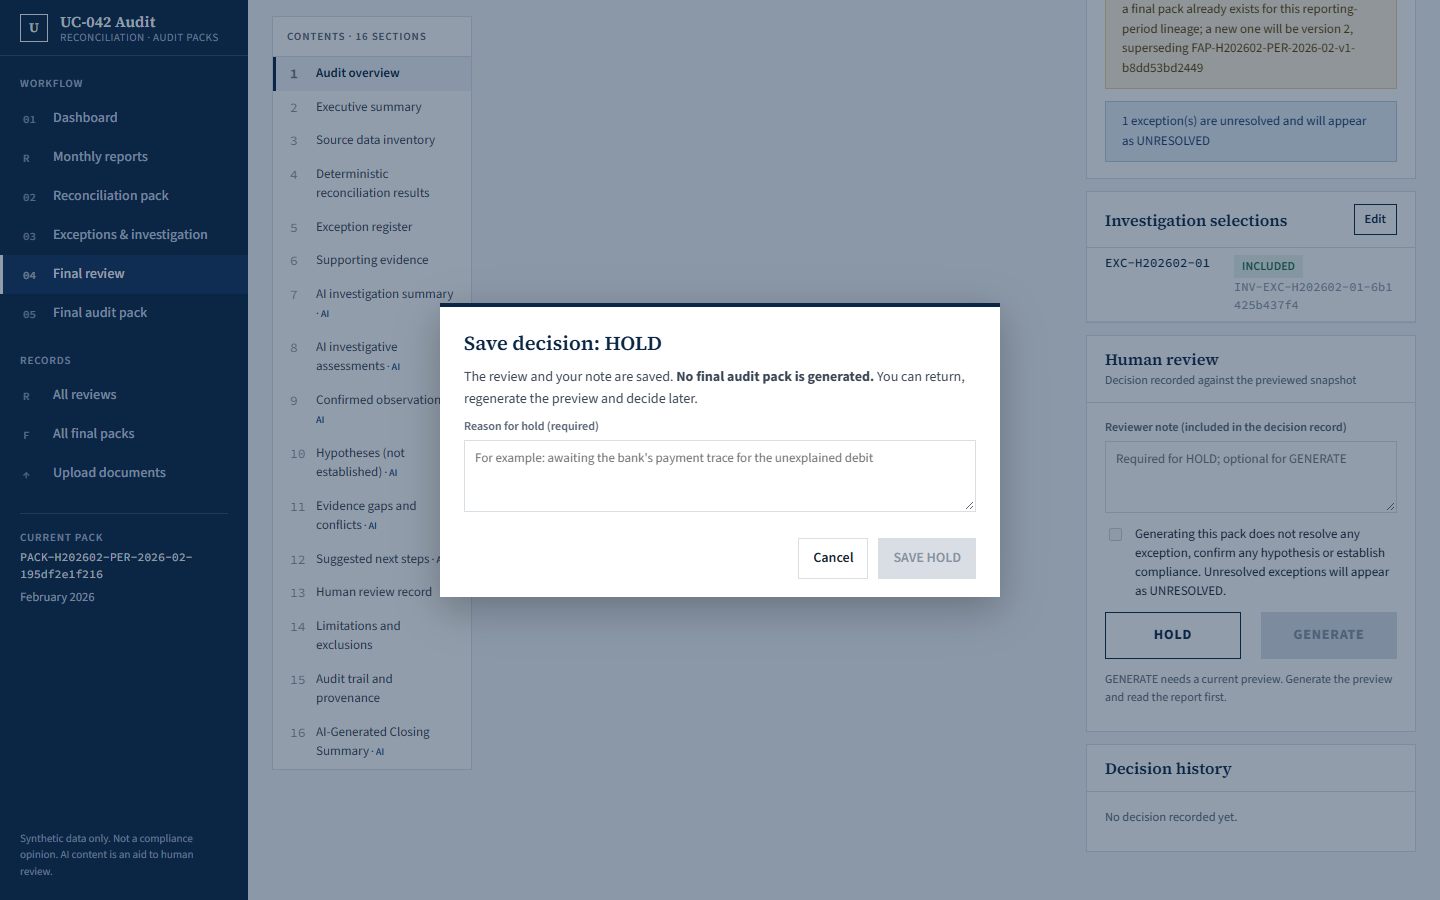 U
UC-042 Audit
RECONCILIATION · AUDIT PACKS
WORKFLOW
01 Dashboard
R Monthly reports
02 Reconciliation pack
03 Exceptions & investigation
04 Final review
05 Final audit pack
RECORDS
R All reviews
F All final packs
↑ Upload documents
CURRENT PACK
PACK-H202602-PER-2026-02-
195df2e1f216
February 2026
Synthetic data only. Not a compliance
opinion. AI content is an aid to human
review.
CONTENTS · 16 SECTIONS
1 Audit overview
2 Executive summary
3 Source data inventory
4 Deterministic
reconciliation results
5 Exception register
6 Supporting evidence
7 AI investigation summary
· AI
8 AI investigative
assessments · AI
9 Confirmed observation
AI
10 Hypotheses (not
established) · AI
11 Evidence gaps and
conflicts · AI
12 Suggested next steps ·
13 Human review record
14 Limitations and
exclusions
15 Audit trail and
provenance
16 AI-Generated Closing
Summary · AI
Save decision: HOLD
The review and your note are saved. No final audit pack is generated. You can return,
regenerate the preview and decide later.
Reason for hold (required)
For example: awaiting the bank's payment trace for the unexplained debit
Cancel
SAVE HOLD
a final pack already exists for this reporting-
period lineage; a new one will be version 2,
superseding FAP-H202602-PER-2026-02-v1-
b8dd53bd2449
1 exception(s) are unresolved and will appear
as UNRESOLVED
Investigation selections
Edit
EXC-H202602-01
INCLUDED
INV-EXC-H202602-01-6b1
425b437f4
Human review
Decision recorded against the previewed snapshot
Reviewer note (included in the decision record)
Required for HOLD; optional for GENERATE
Generating this pack does not resolve any
exception, confirm any hypothesis or establish
compliance. Unresolved exceptions will appear
as UNRESOLVED.
HOLD
GENERATE
GENERATE needs a current preview. Generate the preview
and read the report first.
Decision history
No decision recorded yet.